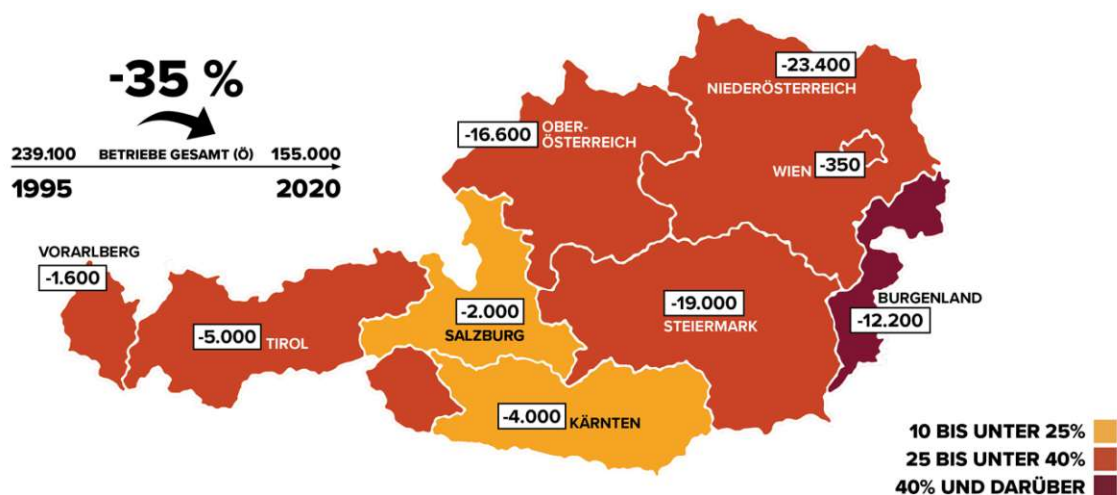 -35 %
239.100 BETRIEBE GESAMT (Ö) 155.000
1995 2020
-23.400
NIEDERÖSTERREICH
-16.600
OBER-
ÖSTERREICH
WIEN -350
VORARLBERG
-1.600
-5.000 TIROL
-2.000
SALZBURG
-19.000
STEIERMARK
BURGENLAND
-12.200
-4.000 KÄRNTEN
10 BIS UNTER 25%
25 BIS UNTER 40%
40% UND DARÜBER